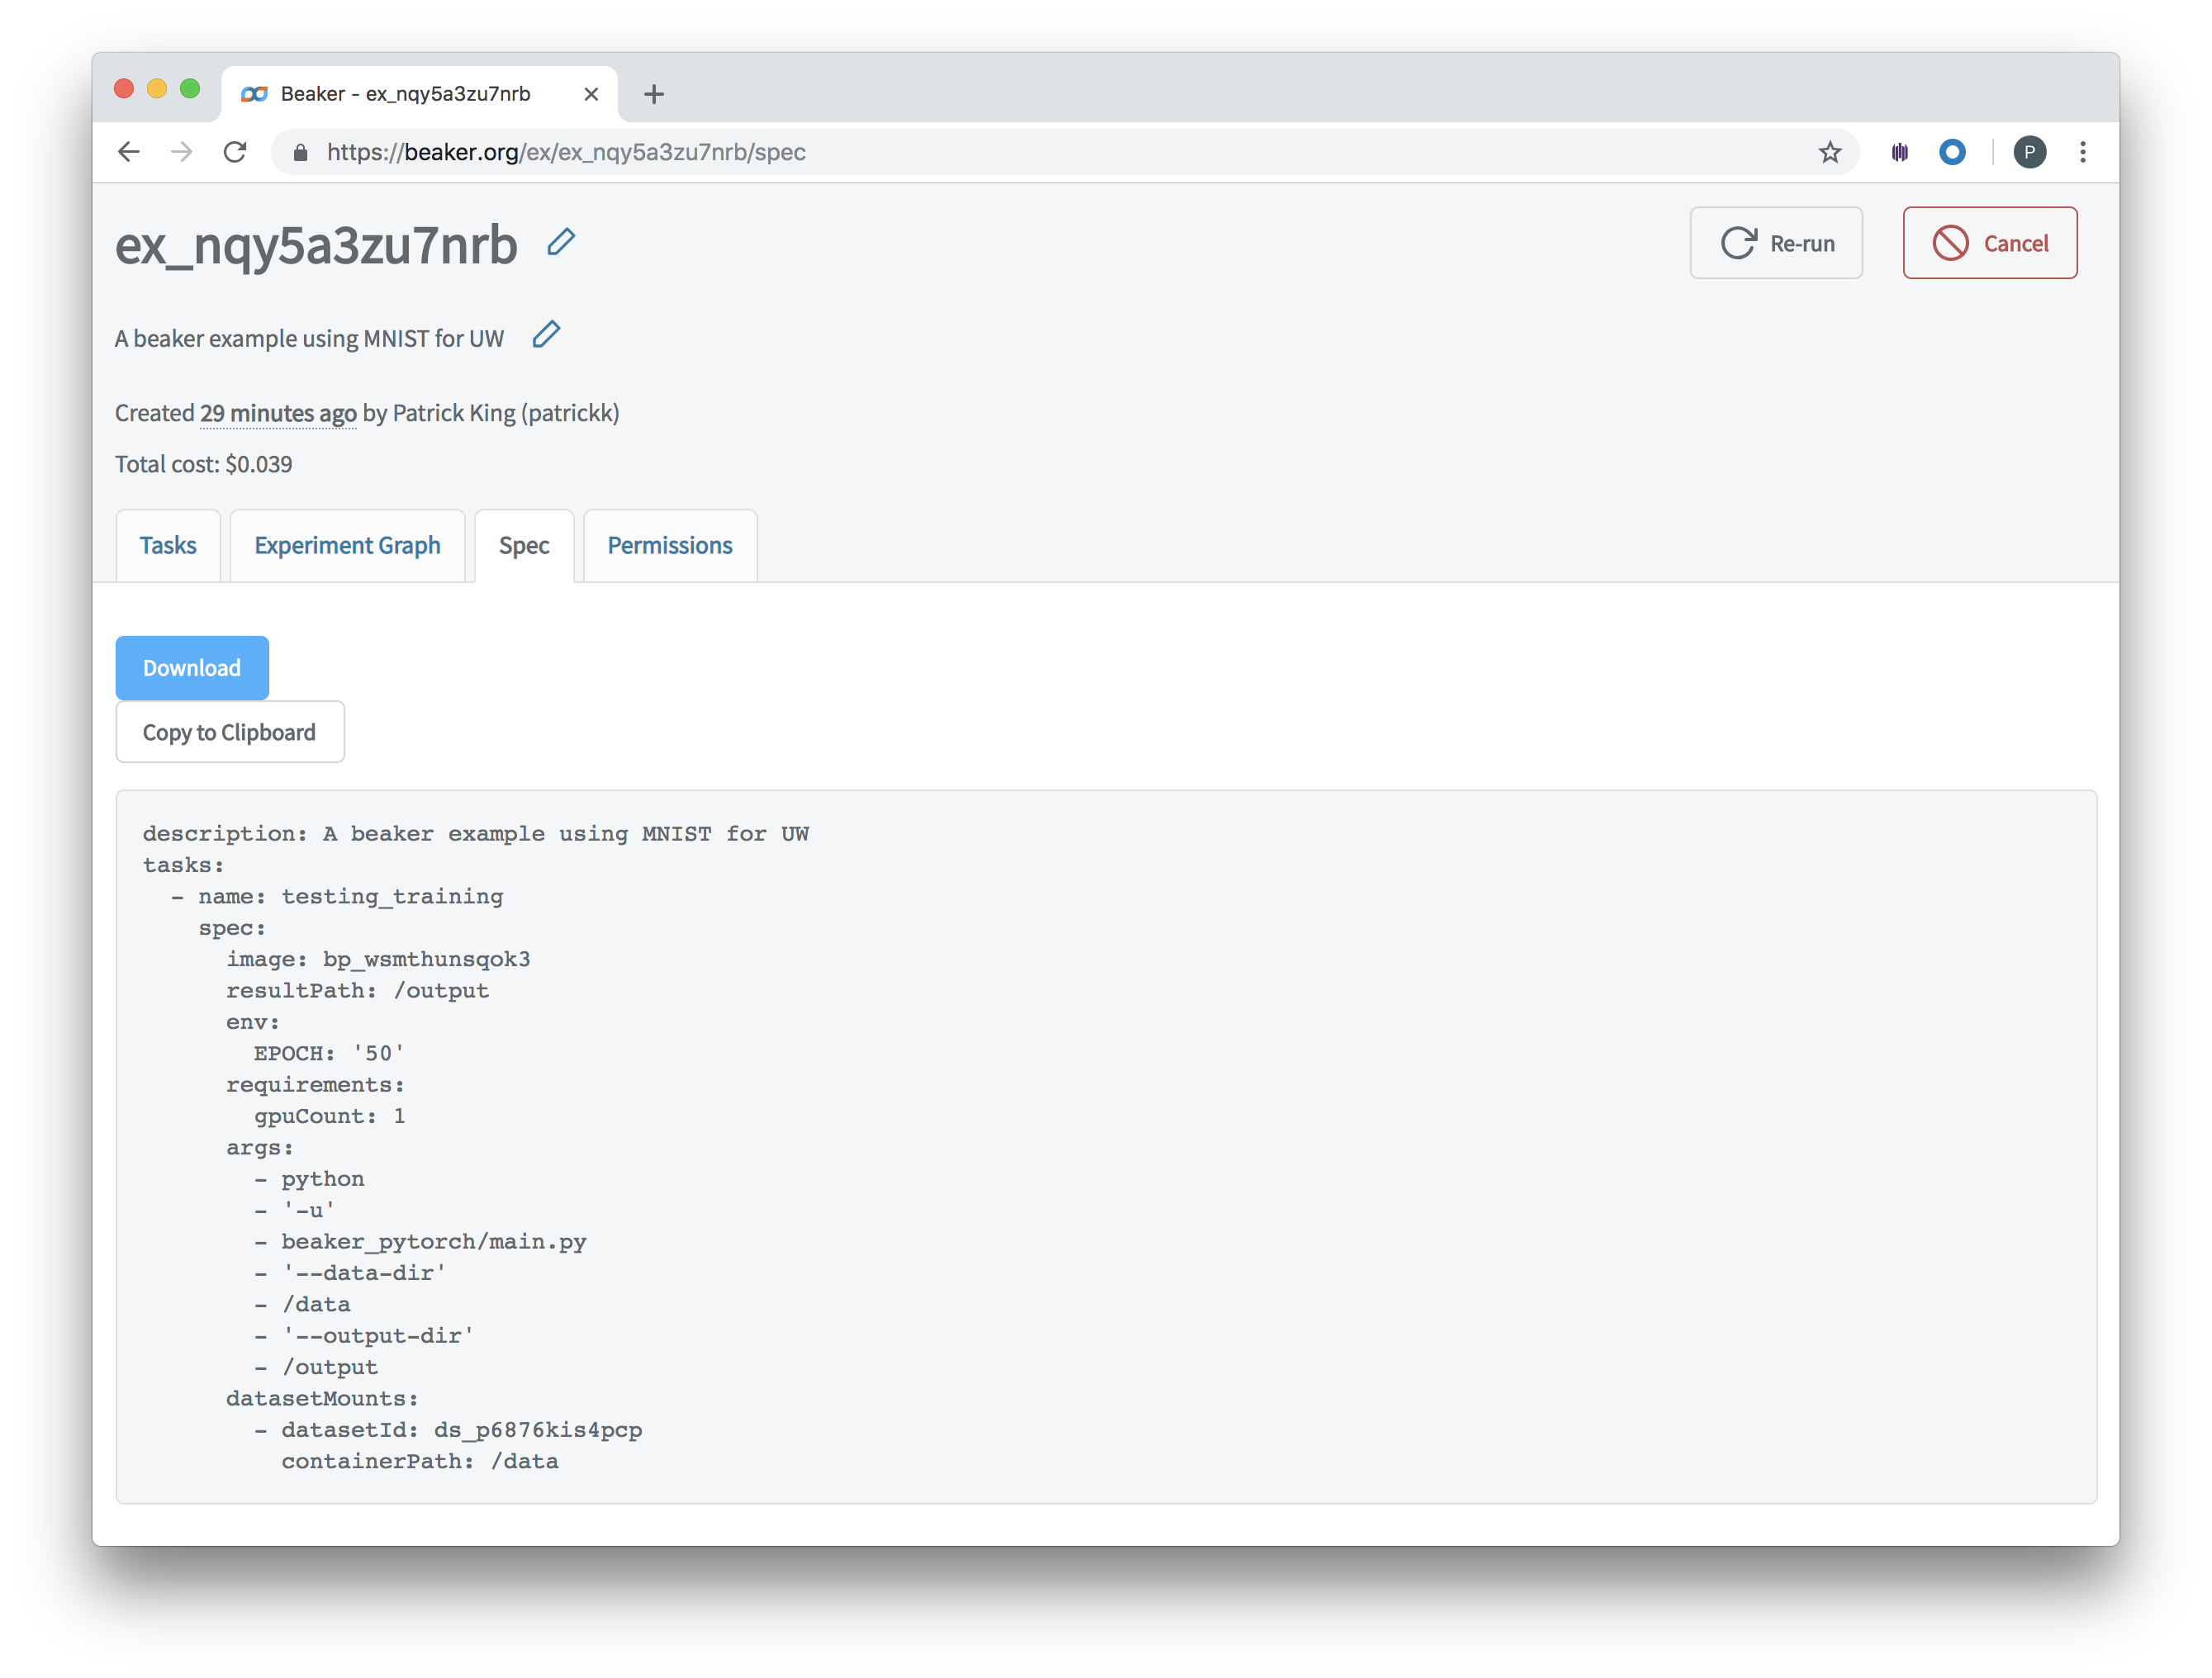 Beaker - ex_nqy5a3zu7nrb
https://beaker.org/ex/ex_nqy5a3zu7nrb/spec
P
ex_nqy5a3zu7nrb
Re-run
Cancel
A beaker example using MNIST for UW
Created 29 minutes ago by Patrick King (patrickk)
Total cost: $0.039
Tasks
Experiment Graph
Spec
Permissions
Download
Copy to Clipboard
description: A beaker example using MNIST for UW
tasks:
  - name: testing_training
    spec:
      image: bp_wsmthunsqok3
      resultPath: /output
      env:
        EPOCH: '50'
      requirements:
        gpuCount: 1
      args:
        - python
        - '-u'
        - beaker_pytorch/main.py
        - '--data-dir'
        - /data
        - '--output-dir'
        - /output
      datasetMounts:
        - datasetId: ds_p6876kis4pcp
          containerPath: /data